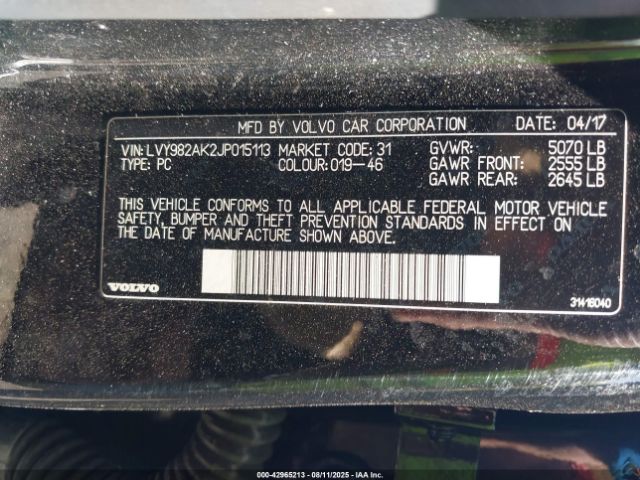 MFD BY VOLVO CAR CORPORATION DATE: 04/17
VIN: LVY982AK2JP015113 MARKET CODE: 31 GVWR: 5070 LB
TYPE: PC COLOUR: 019-46 GAWR FRONT: 2555 LB
GAWR REAR: 2645 LB
THIS VEHICLE CONFORMS TO ALL APPLICABLE FEDERAL MOTOR VEHICLE
SAFETY, BUMPER AND THEFT PREVENTION STANDARDS IN EFFECT ON
THE DATE OF MANUFACTURE SHOWN ABOVE.
VOLVO 31416040
000-42965213 - 08/11/2025 - IAA Inc.